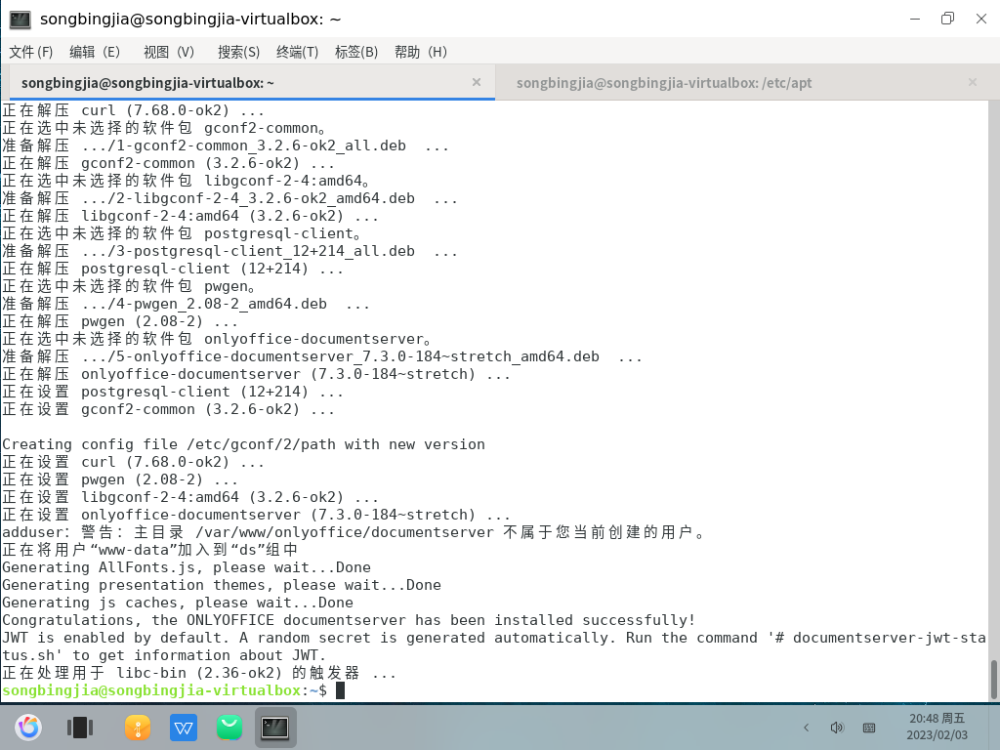 songbingjia@songbingjia-virtualbox: ~
文件 (F) 编辑（E） 视图（V） 搜索(S) 终端(T) 标签(B) 帮助（H）
songbingjia@songbingjia-virtualbox: ~ songbingjia@songbingjia-virtualbox: /etc/apt
正在解压 curl (7.68.0-ok2) ...
正在选中未选择的软件包 gconf2-common。
准备解压 .../1-gconf2-common_3.2.6-ok2_all.deb  ...
正在解压 gconf2-common (3.2.6-ok2) ...
正在选中未选择的软件包 libgconf-2-4:amd64。
准备解压 .../2-libgconf-2-4_3.2.6-ok2_amd64.deb  ...
正在解压 libgconf-2-4:amd64 (3.2.6-ok2) ...
正在选中未选择的软件包 postgresql-client。
准备解压 .../3-postgresql-client_12+214_all.deb  ...
正在解压 postgresql-client (12+214) ...
正在选中未选择的软件包 pwgen。
准备解压 .../4-pwgen_2.08-2_amd64.deb  ...
正在解压 pwgen (2.08-2) ...
正在选中未选择的软件包 onlyoffice-documentserver。
准备解压 .../5-onlyoffice-documentserver_7.3.0-184~stretch_amd64.deb  ...
正在解压 onlyoffice-documentserver (7.3.0-184~stretch) ...
正在设置 postgresql-client (12+214) ...
正在设置 gconf2-common (3.2.6-ok2) ...
Creating config file /etc/gconf/2/path with new version
正在设置 curl (7.68.0-ok2) ...
正在设置 pwgen (2.08-2) ...
正在设置 libgconf-2-4:amd64 (3.2.6-ok2) ...
正在设置 onlyoffice-documentserver (7.3.0-184~stretch) ...
adduser：警告：主目录 /var/www/onlyoffice/documentserver 不属于您当前创建的用户。
正在将用户“www-data”加入到“ds”组中
Generating AllFonts.js, please wait...Done
Generating presentation themes, please wait...Done
Generating js caches, please wait...Done
Congratulations, the ONLYOFFICE documentserver has been installed successfully!
JWT is enabled by default. A random secret is generated automatically. Run the command '# documentserver-jwt-sta
tus.sh' to get information about JWT.
正在处理用于 libc-bin (2.36-ok2) 的触发器 ...
songbingjia@songbingjia-virtualbox:~$
20:48 周五
2023/02/03